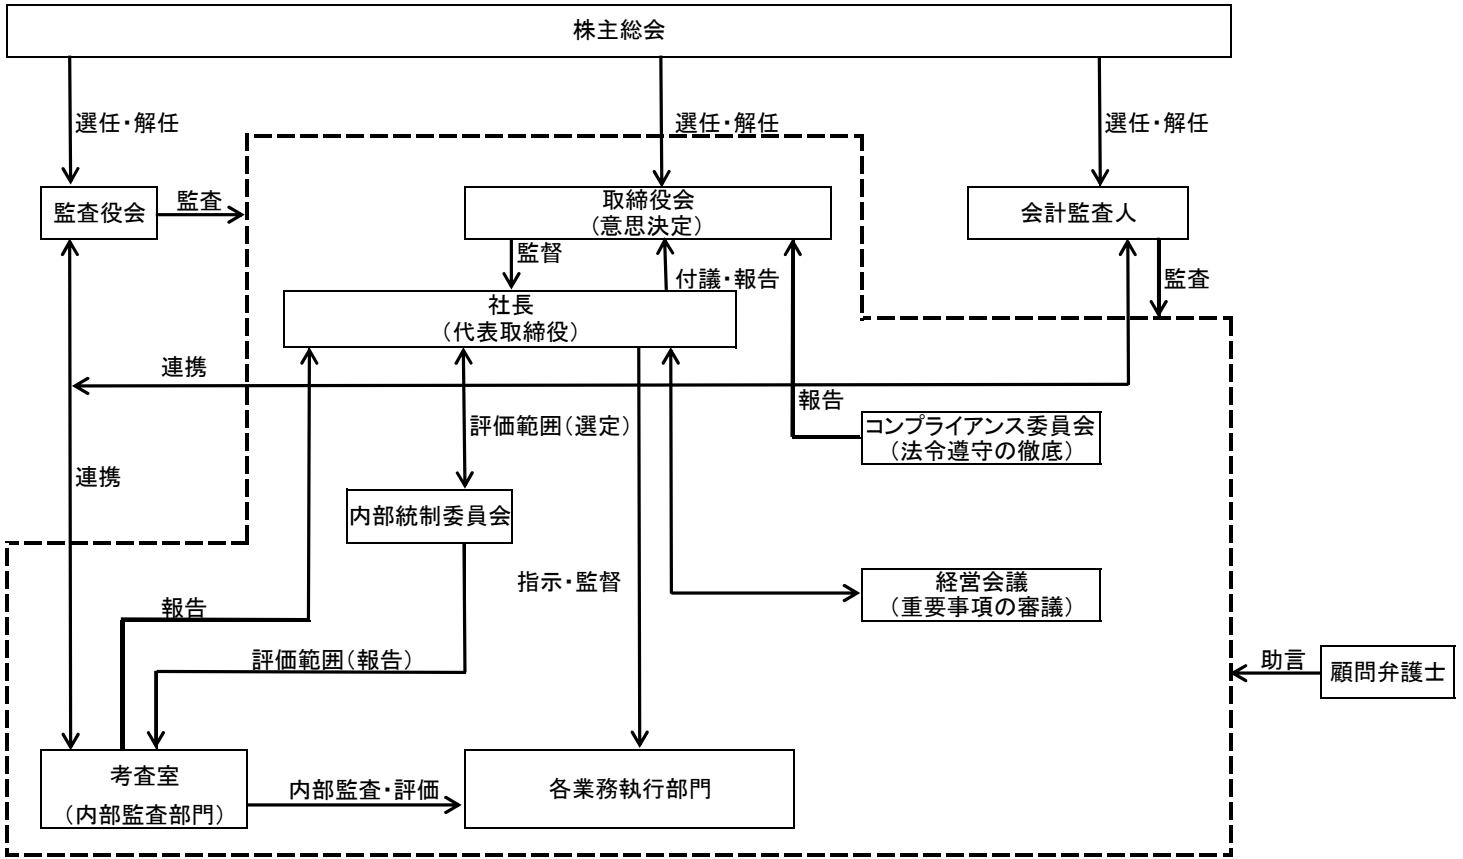 株主総会
選任・解任
選任・解任
選任・解任
監査役会
監査
取締役会
（意思決定）
会計監査人
監督
付議・報告
監査
社長
（代表取締役）
連携
報告
コンプライアンス委員会
（法令遵守の徹底）
評価範囲（選定）
連携
内部統制委員会
指示・監督
経営会議
（重要事項の審議）
報告
評価範囲（報告）
助言
顧問弁護士
考査室
（内部監査部門）
内部監査・評価
各業務執行部門